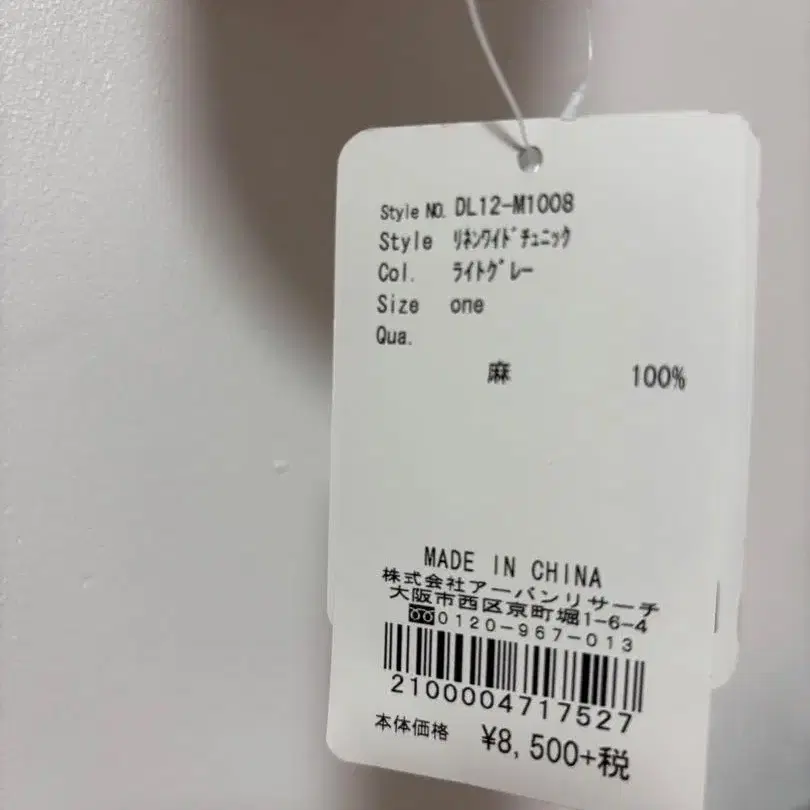 Style NO. DL12-M1008
Style ﾘﾈﾝﾜｲﾄﾞﾁｭﾆｯｸ
Col. ﾗｲﾄｸﾞﾚｰ
Size one
Qua.
麻 100%
MADE IN CHINA
株式会社アーバンリサーチ
大阪市西区京町堀1-6-4
0120-967-013
2100004717527
本体価格 ¥8,500+税